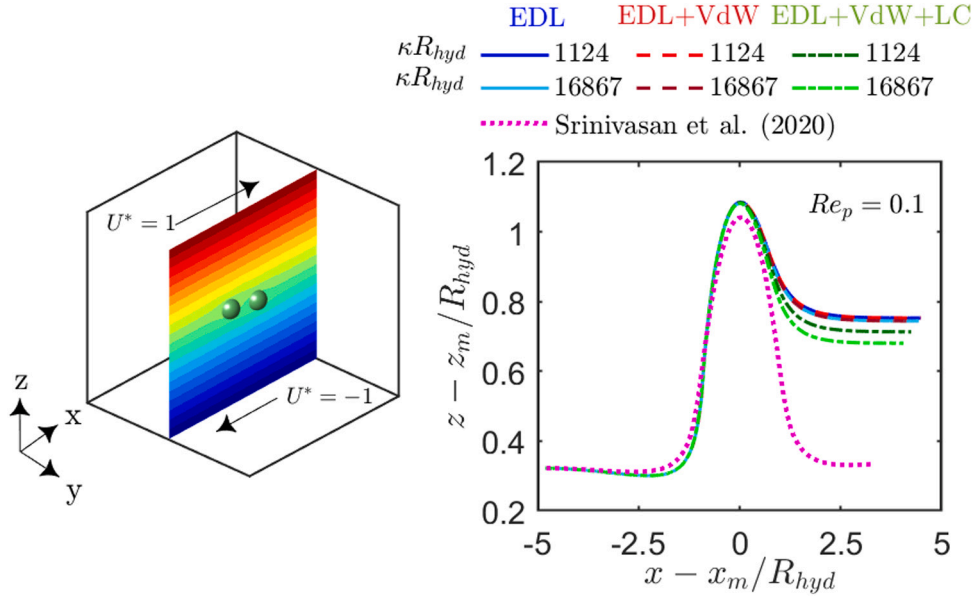 EDL EDL+VdW EDL+VdW+LC
κR_hyd 1124 1124 1124
κR_hyd 16867 16867 16867
Srinivasan et al. (2020)
U* = 1
U* = −1
z
x
y
Re_p = 0.1
z − z_m/R_hyd
1.2
1
0.8
0.6
0.4
0.2
-5 -2.5 0 2.5 5
x − x_m/R_hyd